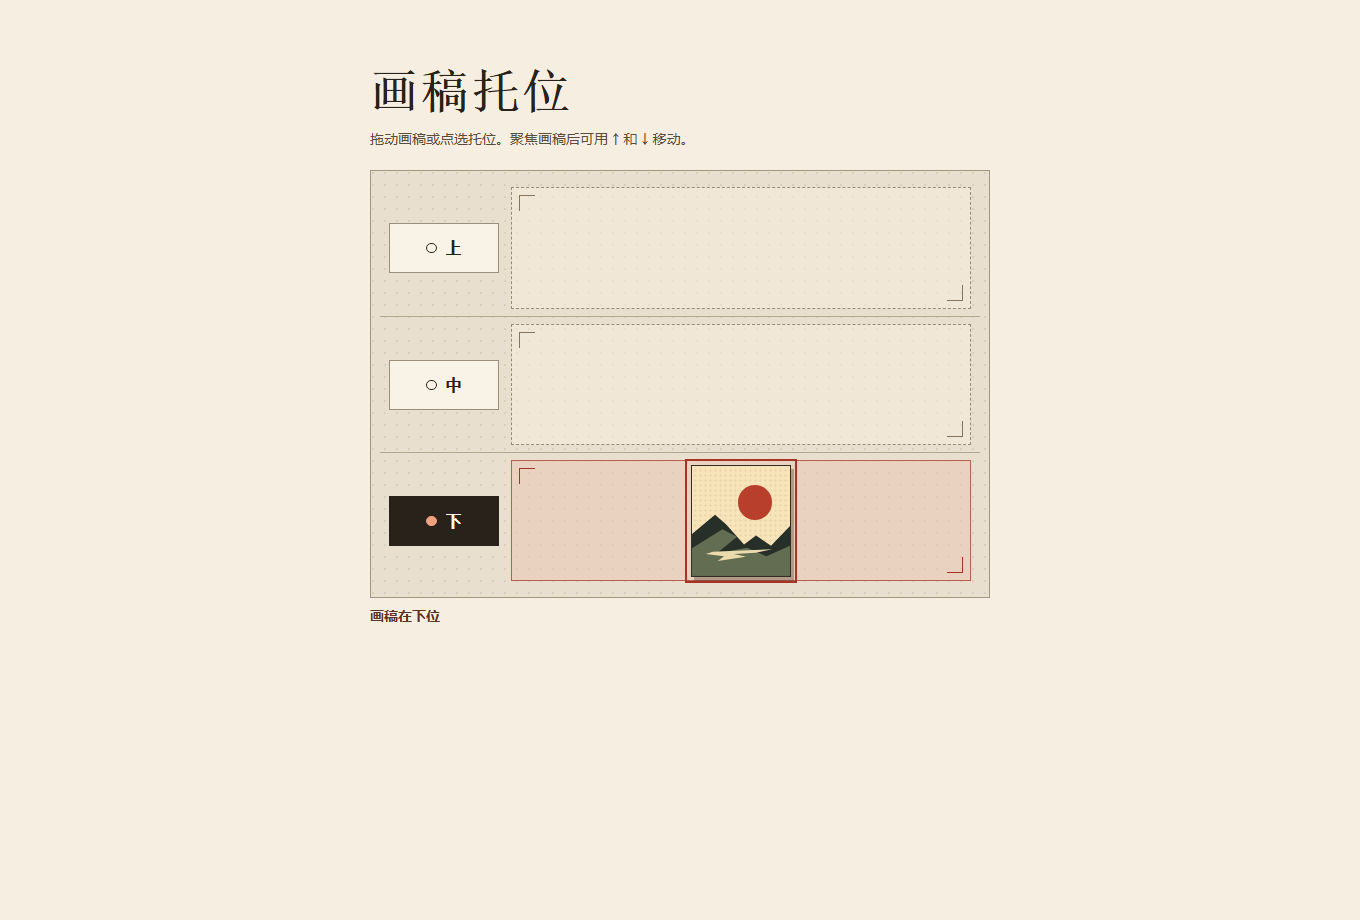 画稿托位
拖动画稿或点选托位。聚焦画稿后可用 ↑ 和 ↓ 移动。
上
中
下
画稿在下位